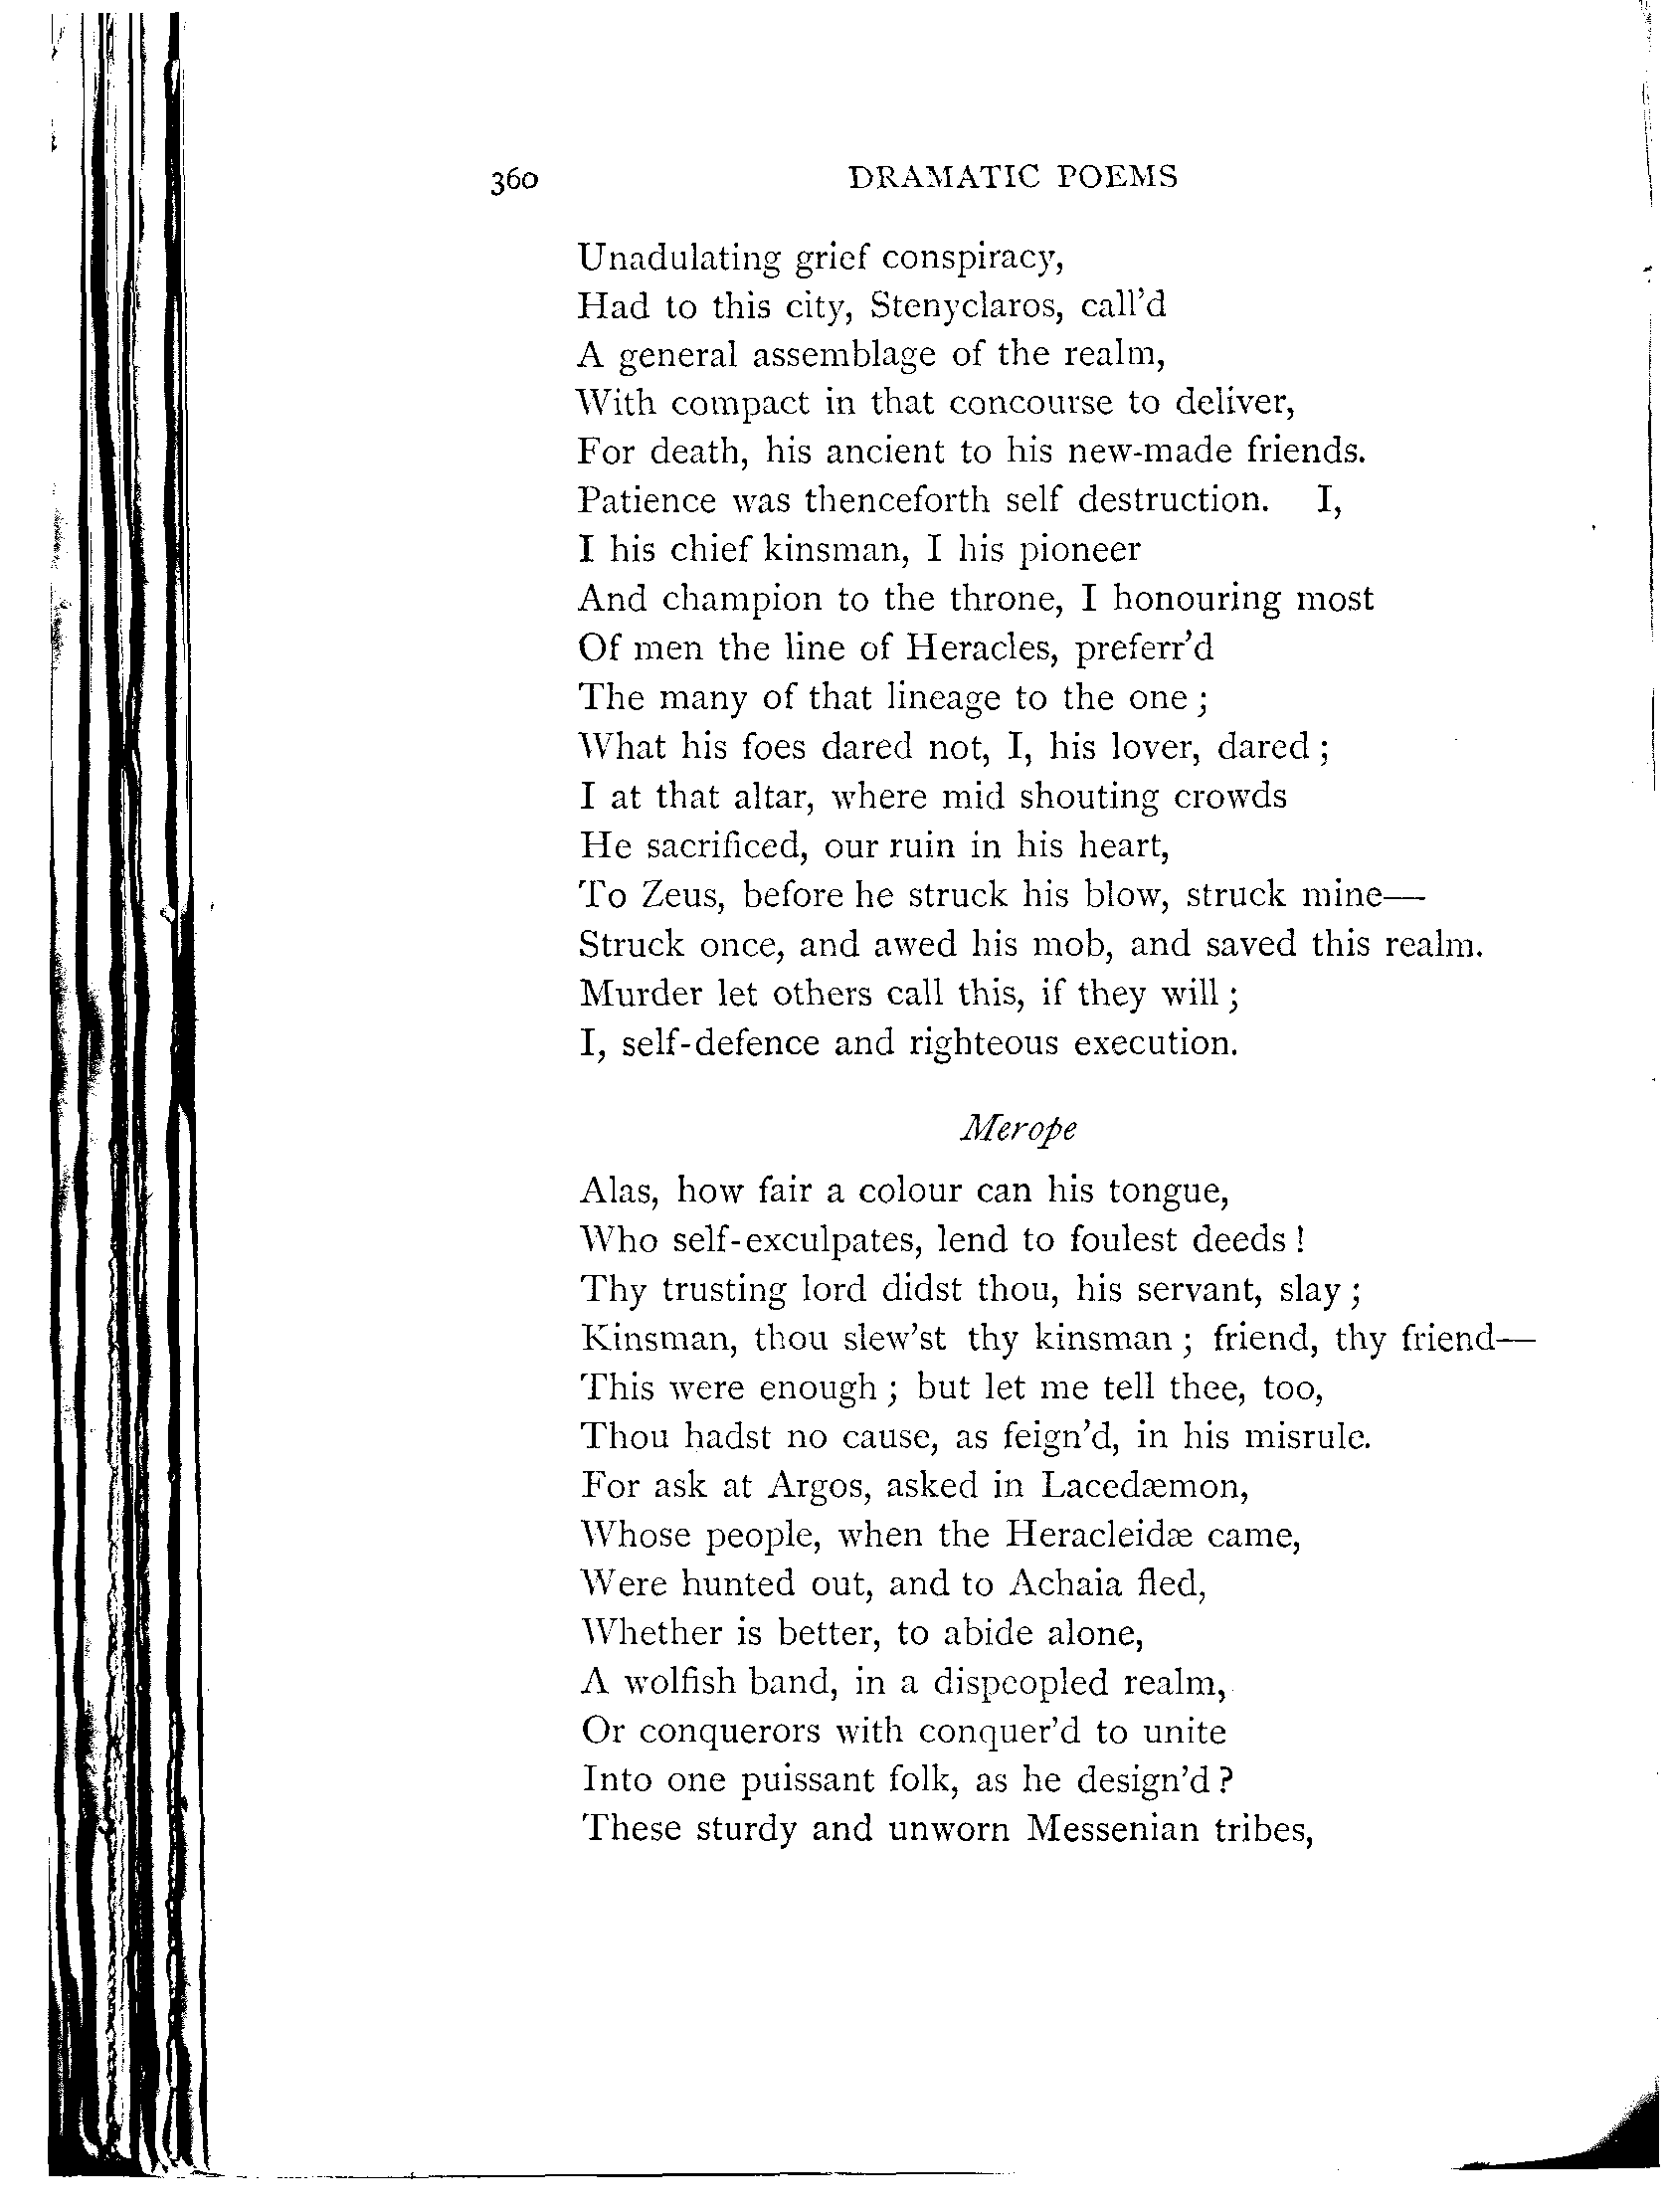 360 DRAMATIC POEMS
Unadulating grief conspiracy,
Had to this city, Stenyclaros, call'd
A general assemblage of the realm,
With compact in that concourse to deliver,
For death, his ancient to his new-made friends.
Patience was thenceforth self destruction. I,
I his chief kinsman, I his pioneer
And champion to the throne, I honouring most
Of men the line of Heracles, preferr'd
The many of that lineage to the one;
What his foes dared not, I, his lover, dared;
I at that altar, where mid shouting crowds
He sacrificed, our ruin in his heart,
To Zeus, before he struck his blow, struck mine—
Struck once, and awed his mob, and saved this realm.
Murder let others call this, if they will;
I, self-defence and righteous execution.
Merope
Alas, how fair a colour can his tongue,
Who self-exculpates, lend to foulest deeds!
Thy trusting lord didst thou, his servant, slay;
Kinsman, thou slew'st thy kinsman; friend, thy friend—
This were enough; but let me tell thee, too,
Thou hadst no cause, as feign'd, in his misrule.
For ask at Argos, asked in Lacedæmon,
Whose people, when the Heracleidæ came,
Were hunted out, and to Achaia fled,
Whether is better, to abide alone,
A wolfish band, in a dispeopled realm,
Or conquerors with conquer'd to unite
Into one puissant folk, as he design'd?
These sturdy and unworn Messenian tribes,